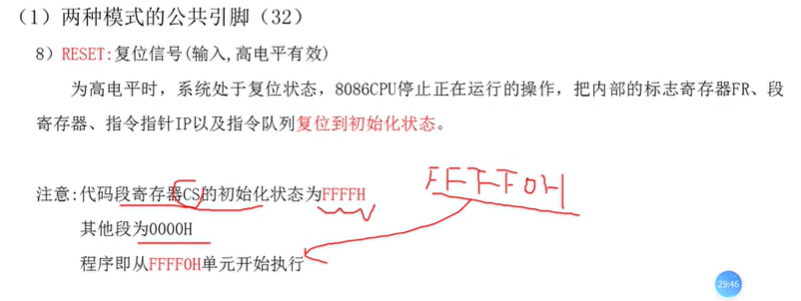 （1）两种模式的公共引脚（32）
8）RESET:复位信号(输入,高电平有效)
为高电平时，系统处于复位状态，8086CPU停止正在运行的操作，把内部的标志寄存器FR、段
寄存器、指令指针IP以及指令队列复位到初始化状态。
注意:代码段寄存器CS的初始化状态为FFFFH
FFFF0H
其他段为0000H
程序即从FFFF0H单元开始执行
29:46